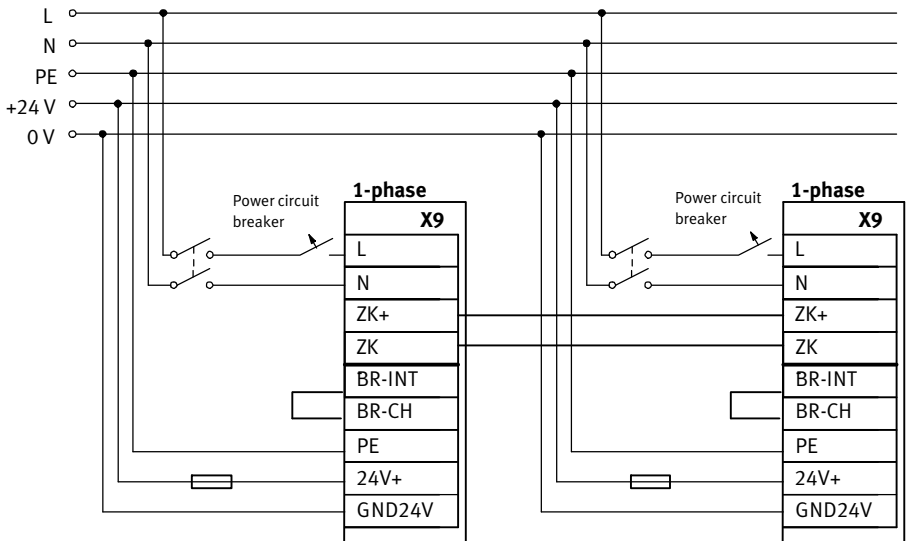 L
N
PE
+24 V
0 V
Power circuit
breaker
1-phase
X9
L
N
ZK+
ZK
BR-INT
BR-CH
PE
24V+
GND24V
Power circuit
breaker
1-phase
X9
L
N
ZK+
ZK
BR-INT
BR-CH
PE
24V+
GND24V